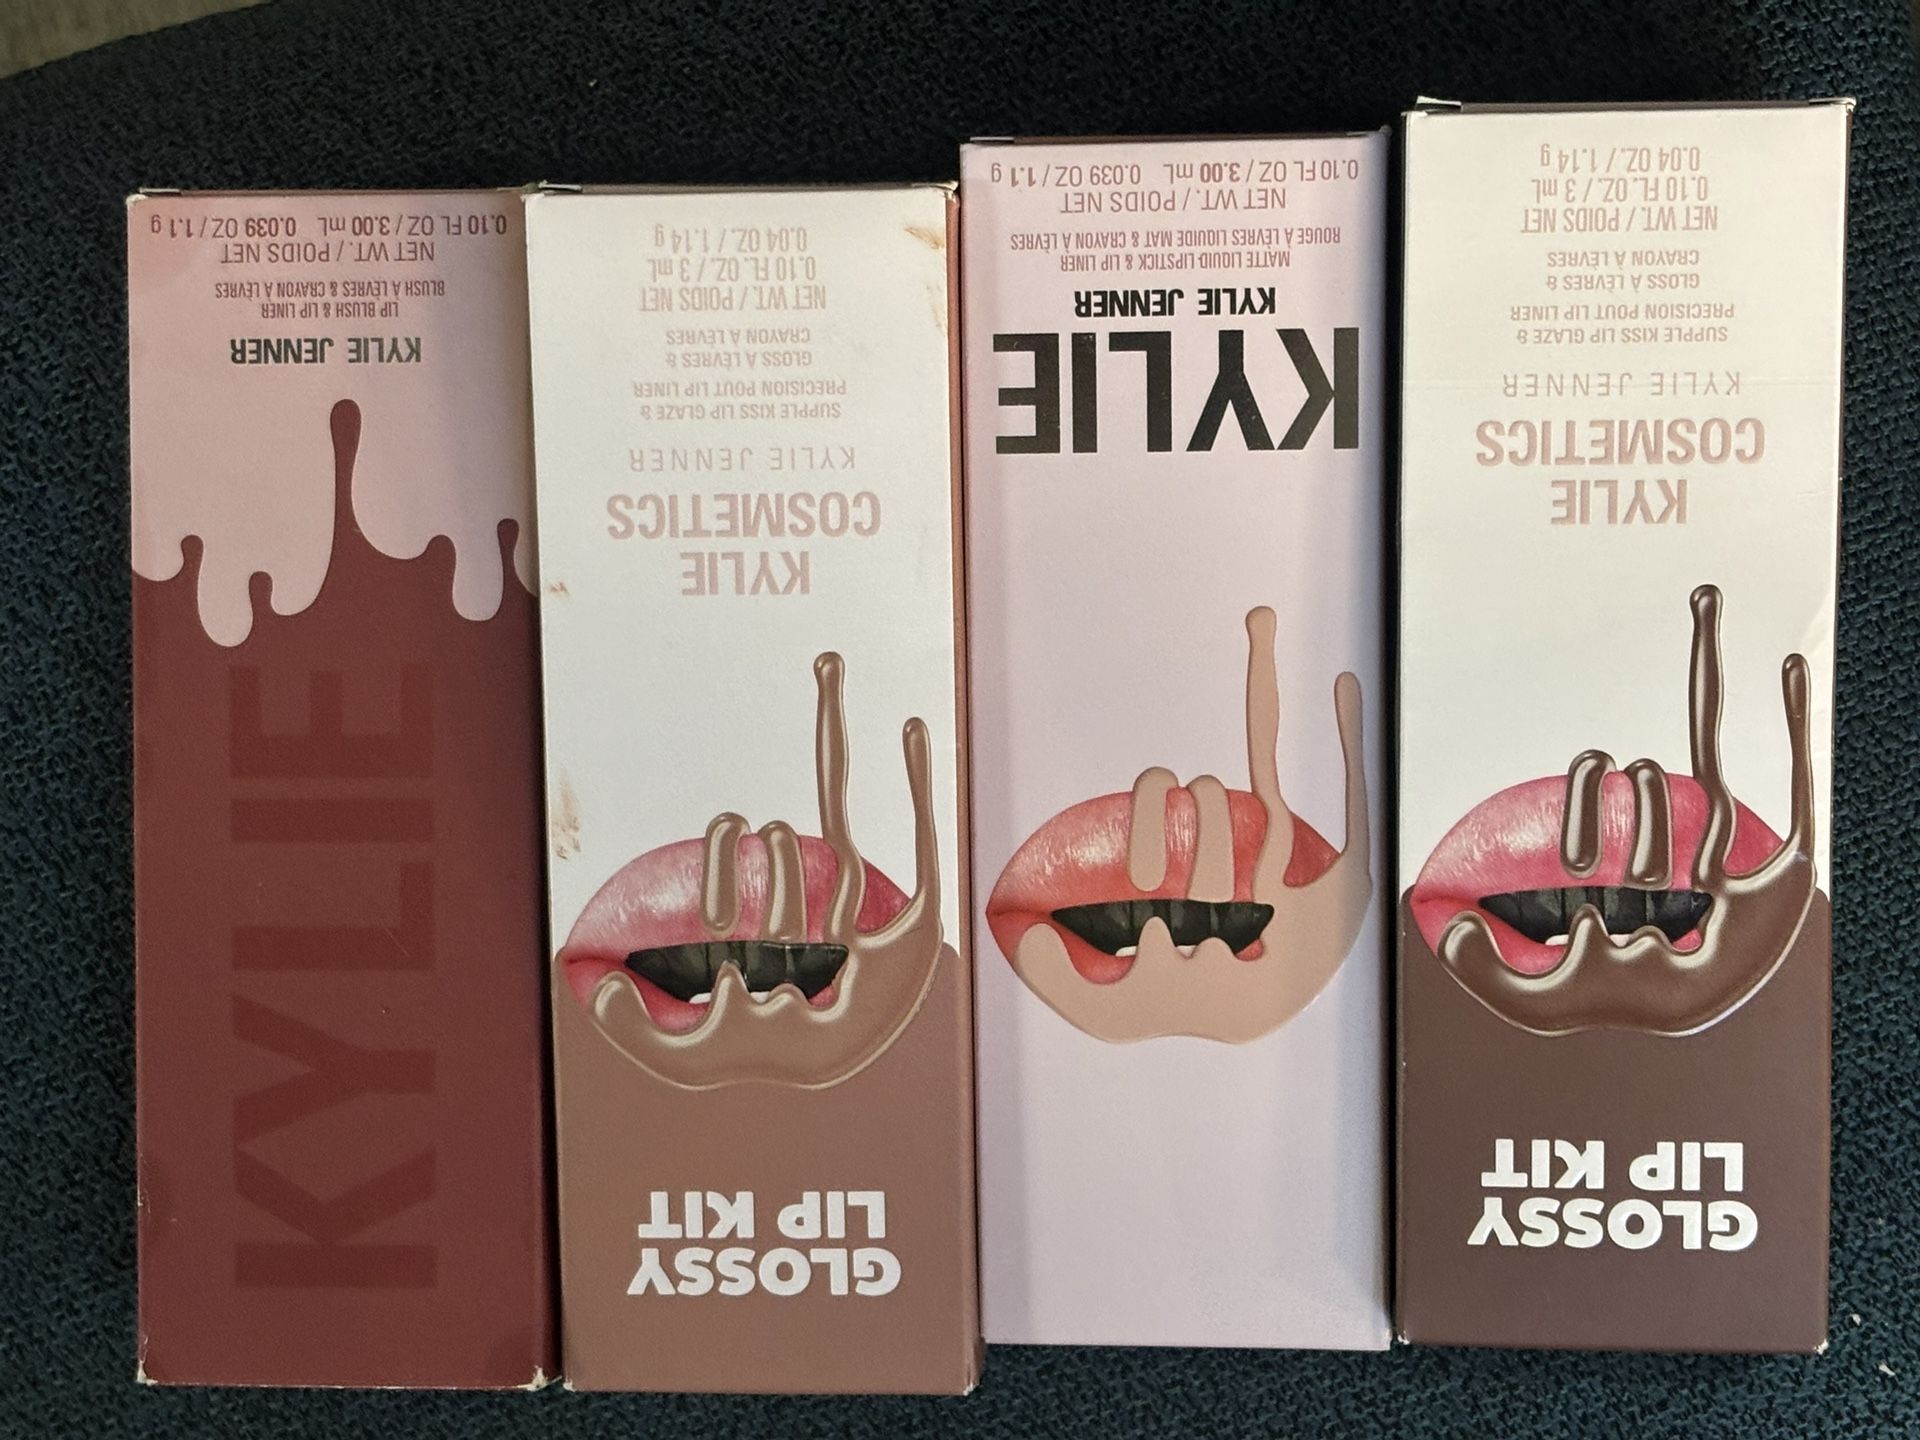 GLOSSY
LIP KIT
KYLIE
COSMETICS
KYLIE JENNER
SUPPLE KISS LIP GLAZE &
PRECISION POUT LIP LINER
GLOSS À LÈVRES &
CRAYON À LÈVRES
NET WT. / POIDS NET
0.10 FL. OZ. / 3 mL
0.04 OZ. / 1.14 g
KYLIE
KYLIE JENNER
MATTE LIQUID LIPSTICK & LIP LINER
ROUGE À LÈVRES LIQUIDE MAT & CRAYON À LÈVRES
NET WT. / POIDS NET
0.10 FL OZ / 3.00 mL 0.039 OZ / 1.1 g
GLOSSY
LIP KIT
KYLIE
COSMETICS
KYLIE JENNER
SUPPLE KISS LIP GLAZE &
PRECISION POUT LIP LINER
GLOSS À LÈVRES &
CRAYON À LÈVRES
NET WT. / POIDS NET
0.10 FL. OZ. / 3 mL
0.04 OZ. / 1.14 g
KYLIE
KYLIE JENNER
LIP BLUSH & LIP LINER
BLUSH À LÈVRES & CRAYON À LÈVRES
NET WT. / POIDS NET
0.10 FL OZ / 3.00 mL 0.039 OZ / 1.1 g